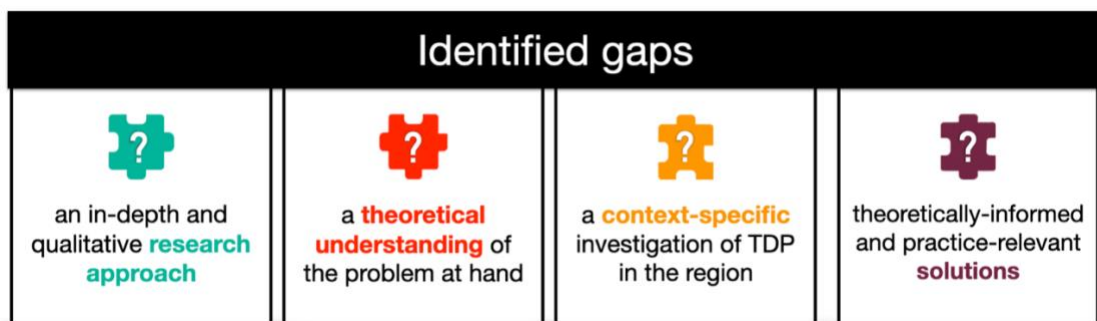 Identified gaps
?
an in-depth and
qualitative research
approach
?
a theoretical
understanding of
the problem at hand
?
a context-specific
investigation of TDP
in the region
?
theoretically-informed
and practice-relevant
solutions